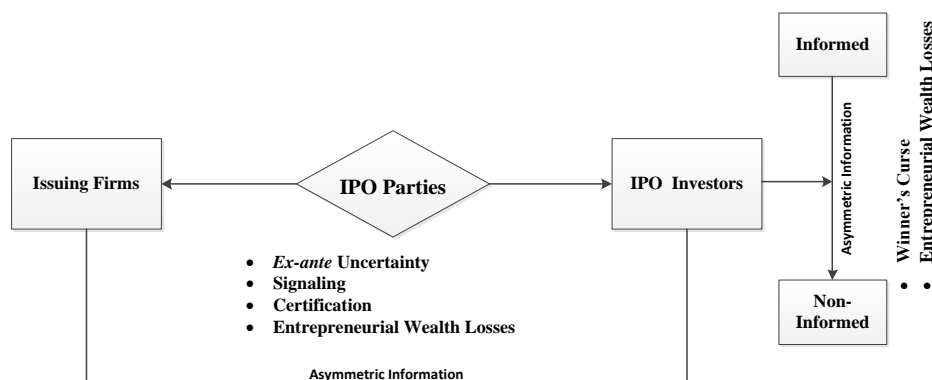 Informed
Issuing Firms
IPO Parties
IPO Investors
Asymmetric Information
• Winner's Curse
• Entrepreneurial Wealth Losses
• Ex-ante Uncertainty
• Signaling
• Certification
• Entrepreneurial Wealth Losses
Non-
Informed
Asymmetric Information